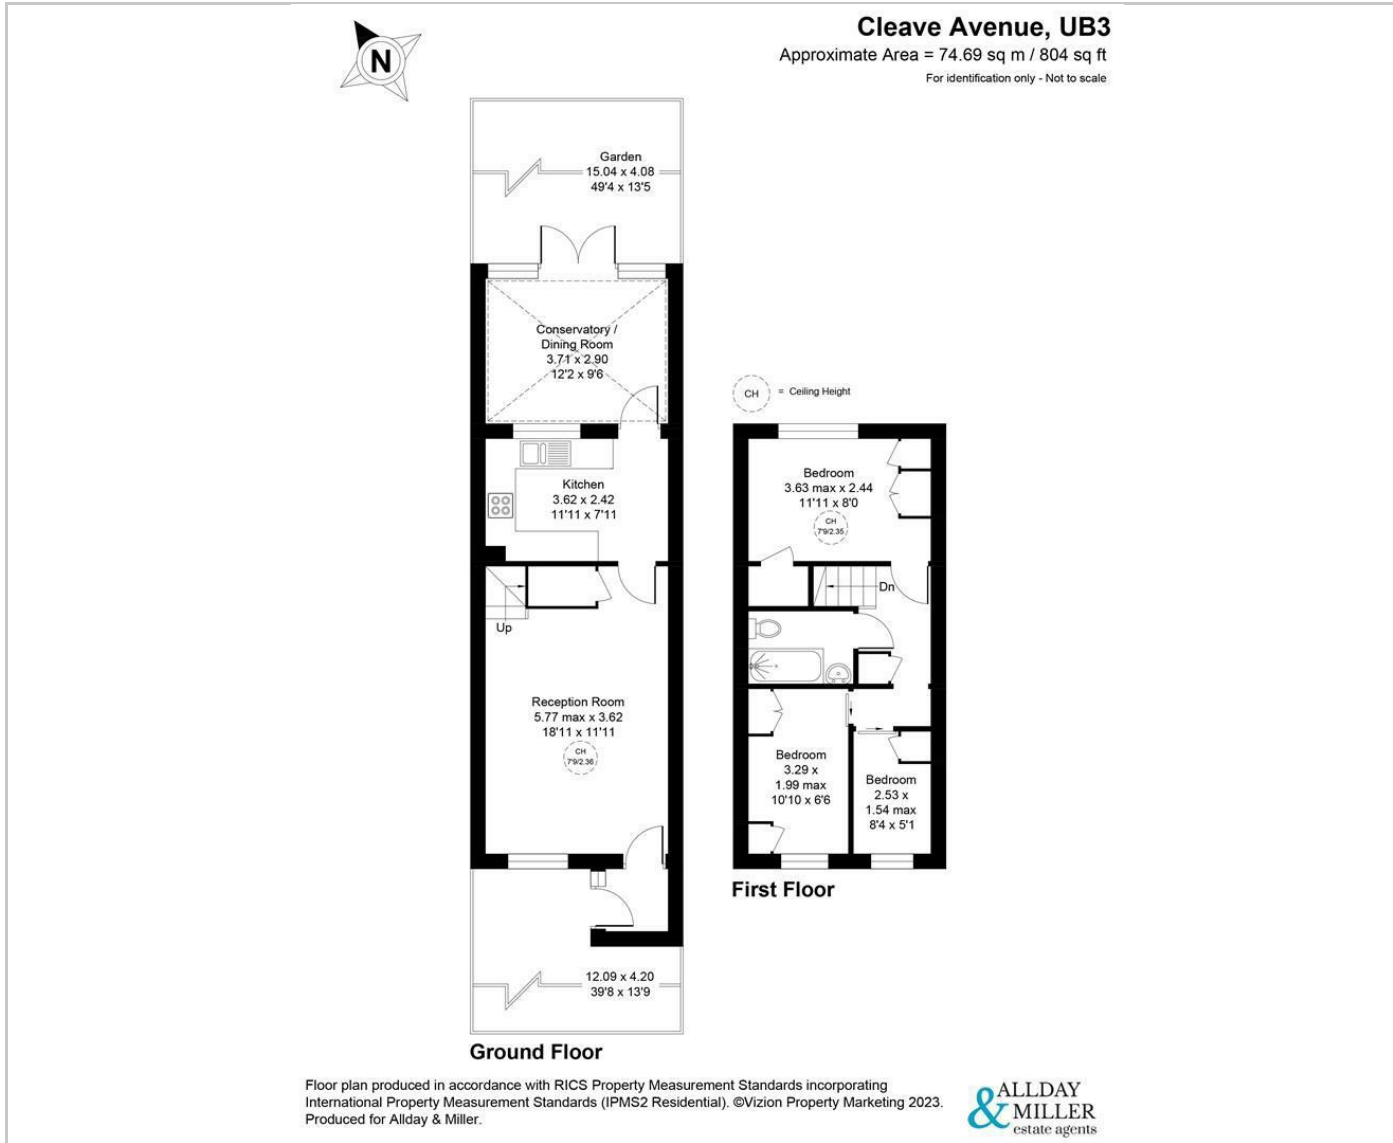 Cleave Avenue, UB3
Approximate Area = 74.69 sq m / 804 sq ft
For identification only - Not to scale
N
Garden
15.04 x 4.08
49'4 x 13'5
Conservatory /
Dining Room
3.71 x 2.90
12'2 x 9'6
Kitchen
3.62 x 2.42
11'11 x 7'11
Up
Reception Room
5.77 max x 3.62
18'11 x 11'11
CH
7'9/2.36
12.09 x 4.20
39'8 x 13'9
Ground Floor
CH = Ceiling Height
Bedroom
3.63 max x 2.44
11'11 x 8'0
CH
7'9/2.35
Dn
Bedroom
3.29 x
1.99 max
10'10 x 6'6
Bedroom
2.53 x
1.54 max
8'4 x 5'1
First Floor
Floor plan produced in accordance with RICS Property Measurement Standards incorporating
International Property Measurement Standards (IPMS2 Residential). ©Vizion Property Marketing 2023.
Produced for Allday & Miller.
ALLDAY
& MILLER
estate agents